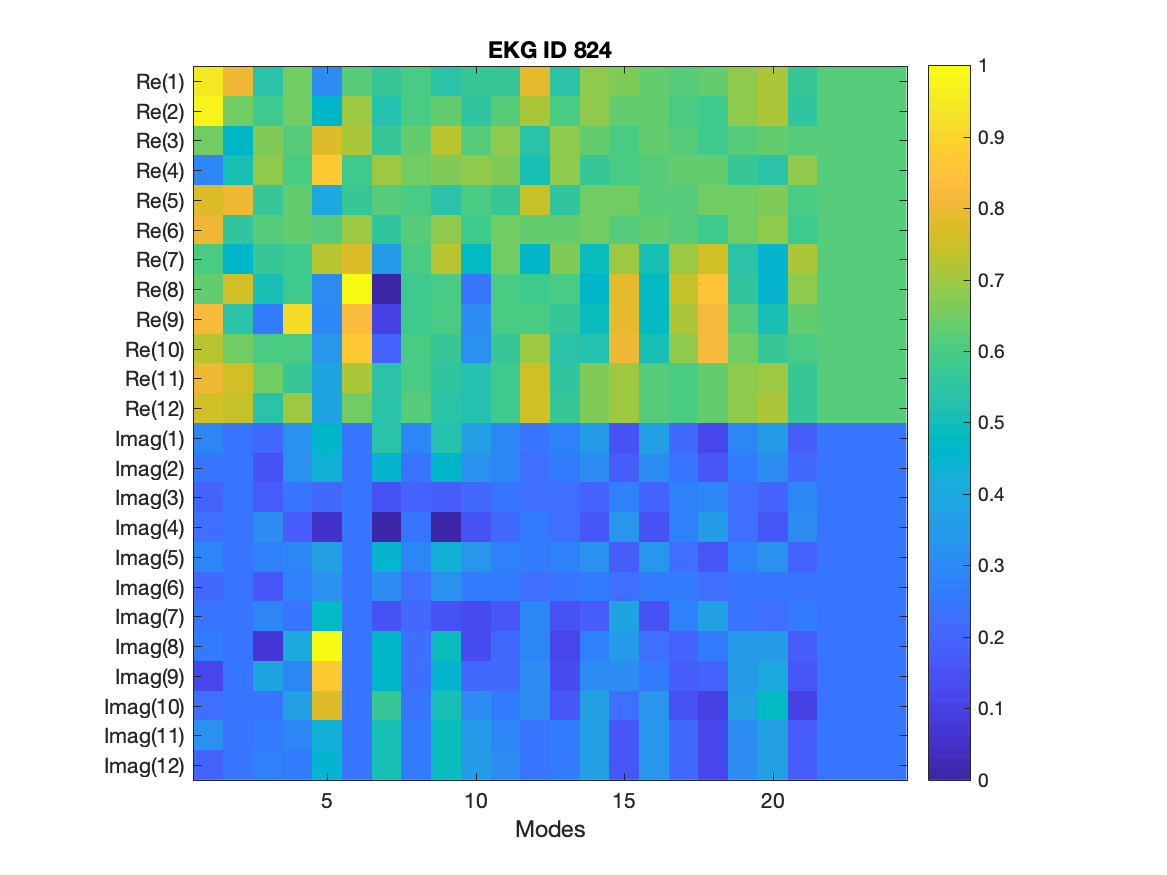 EKG ID 824
Re(1)
Re(2)
Re(3)
Re(4)
Re(5)
Re(6)
Re(7)
Re(8)
Re(9)
Re(10)
Re(11)
Re(12)
Imag(1)
Imag(2)
Imag(3)
Imag(4)
Imag(5)
Imag(6)
Imag(7)
Imag(8)
Imag(9)
Imag(10)
Imag(11)
Imag(12)
5 10 15 20
Modes
1
0.9
0.8
0.7
0.6
0.5
0.4
0.3
0.2
0.1
0